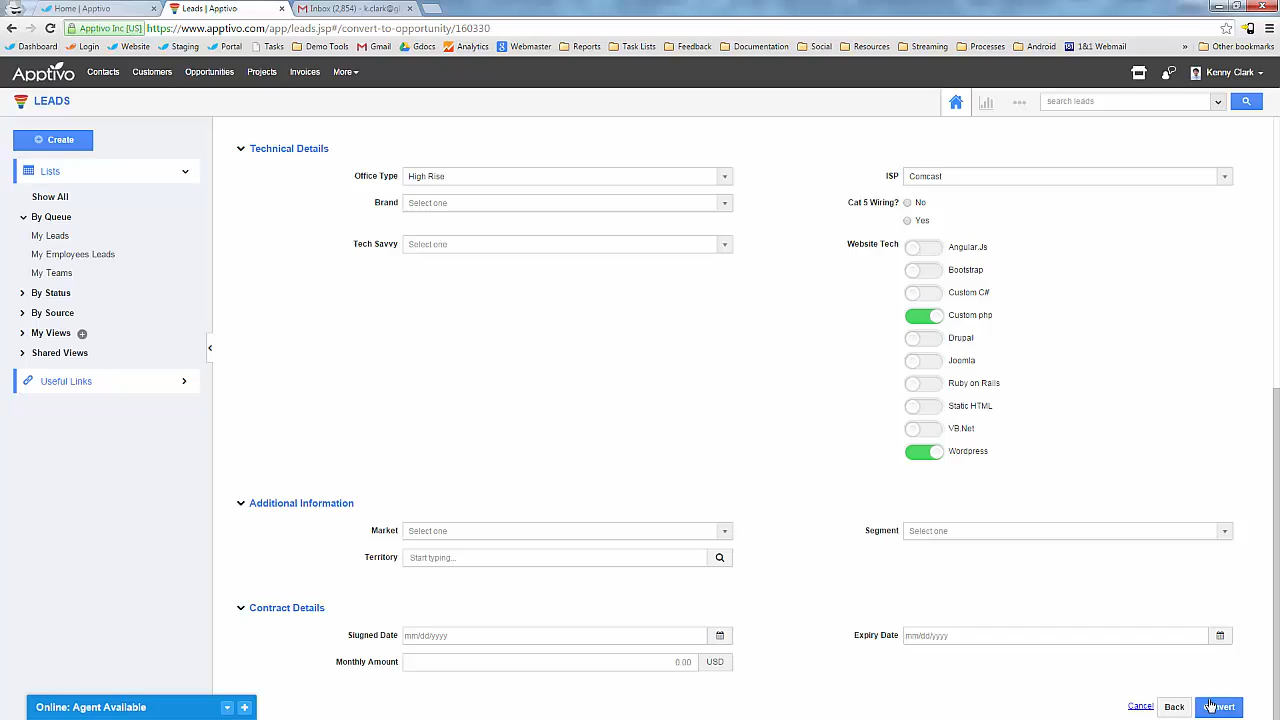 Home | Apptivo
Leads | Apptivo
Inbox (2,854) - k.clark@gl
Apptivo Inc [US] https://www.apptivo.com/app/leads.jsp#/convert-to-opportunity/160330
Dashboard Login Website Staging Portal Tasks Demo Tools Gmail Gdocs Analytics Webmaster Reports Task Lists Feedback Documentation Social Resources Streaming Processes Android 1&1 Webmail » Other bookmarks
Apptivo Contacts Customers Opportunities Projects Invoices More Kenny Clark
LEADS search leads
Create
Lists
Show All
By Queue
My Leads
My Employees Leads
My Teams
By Status
By Source
My Views
Shared Views
Useful Links
Technical Details
Office Type High Rise ISP Comcast
Brand Select one Cat 5 Wiring? No
Yes
Tech Savvy Select one Website Tech Angular.Js
Bootstrap
Custom C#
Custom php
Drupal
Joomla
Ruby on Rails
Static HTML
VB.Net
Wordpress
Additional Information
Market Select one Segment Select one
Territory Start typing...
Contract Details
Siugned Date mm/dd/yyyy Expiry Date mm/dd/yyyy
Monthly Amount 0.00 USD
Online: Agent Available
Cancel Back